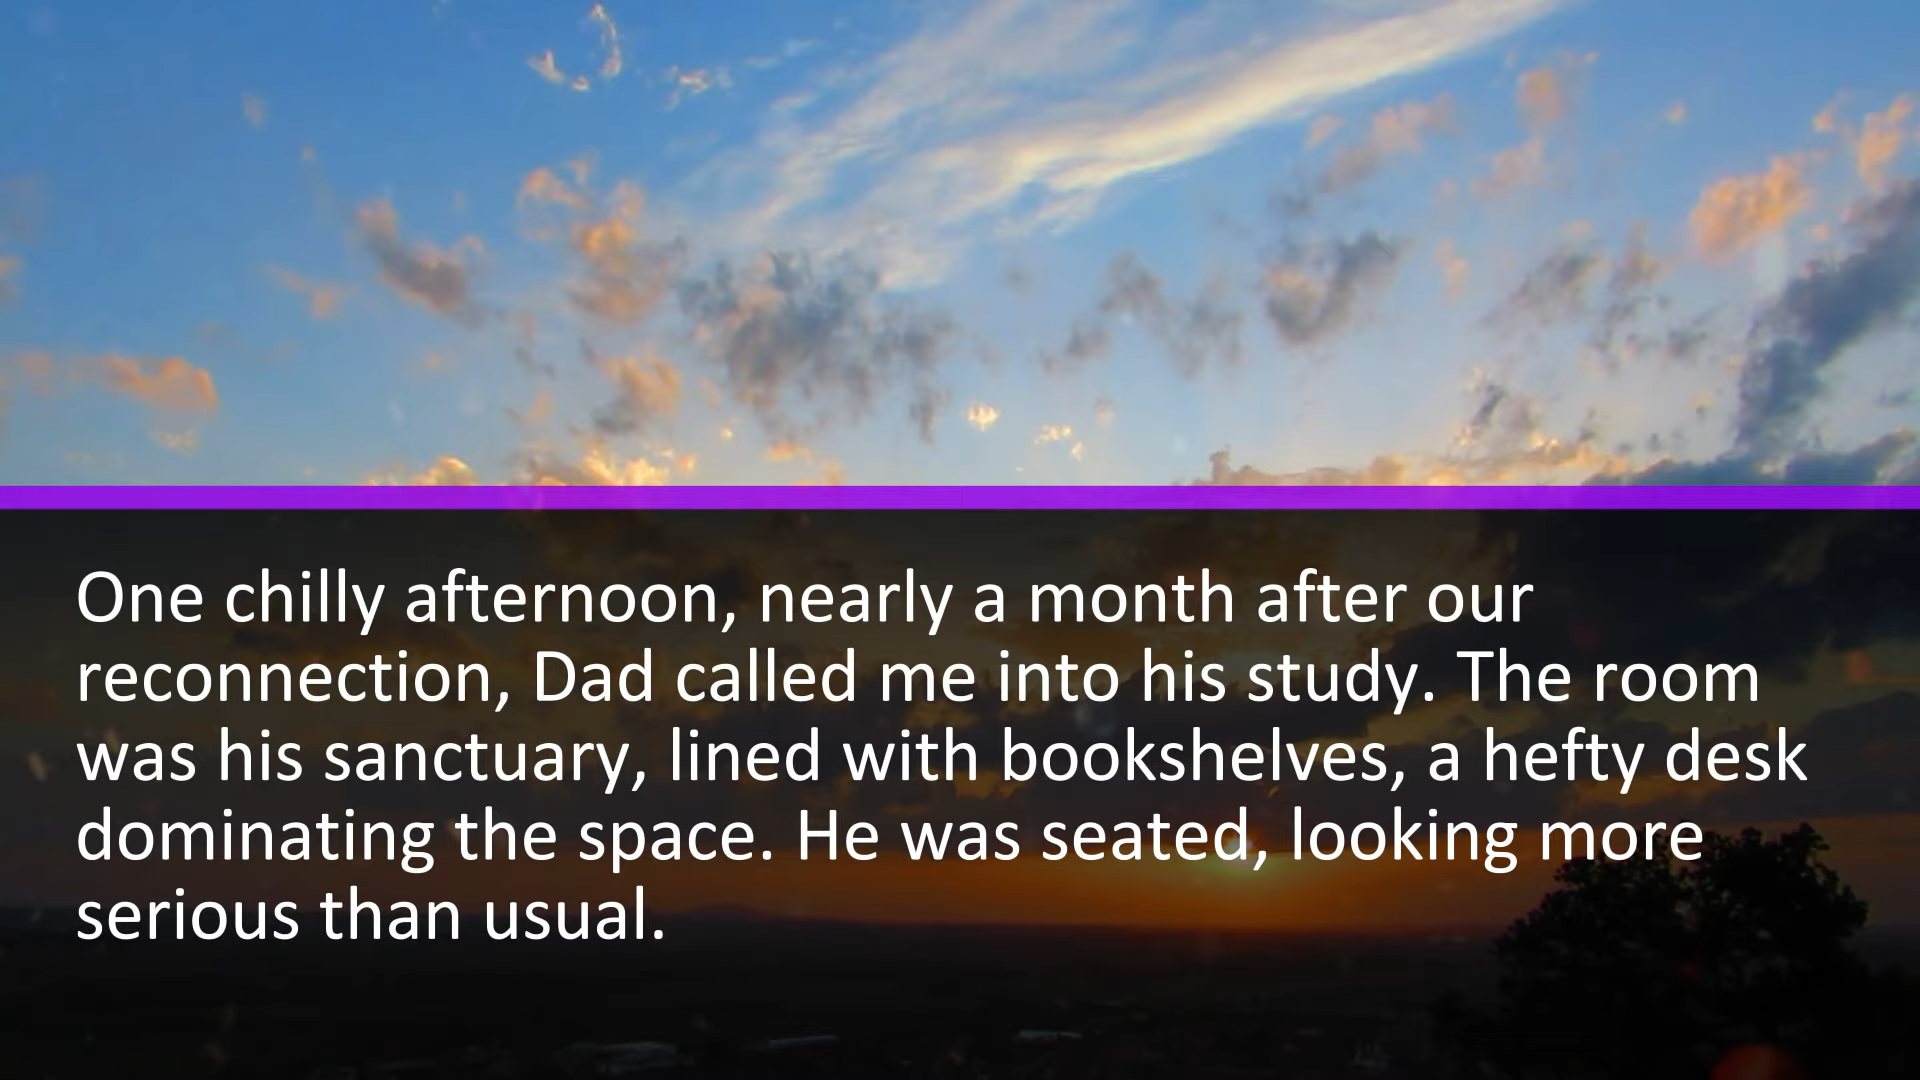 One chilly afternoon, nearly a month after our
reconnection, Dad called me into his study. The room
was his sanctuary, lined with bookshelves, a hefty desk
dominating the space. He was seated, looking more
serious than usual.